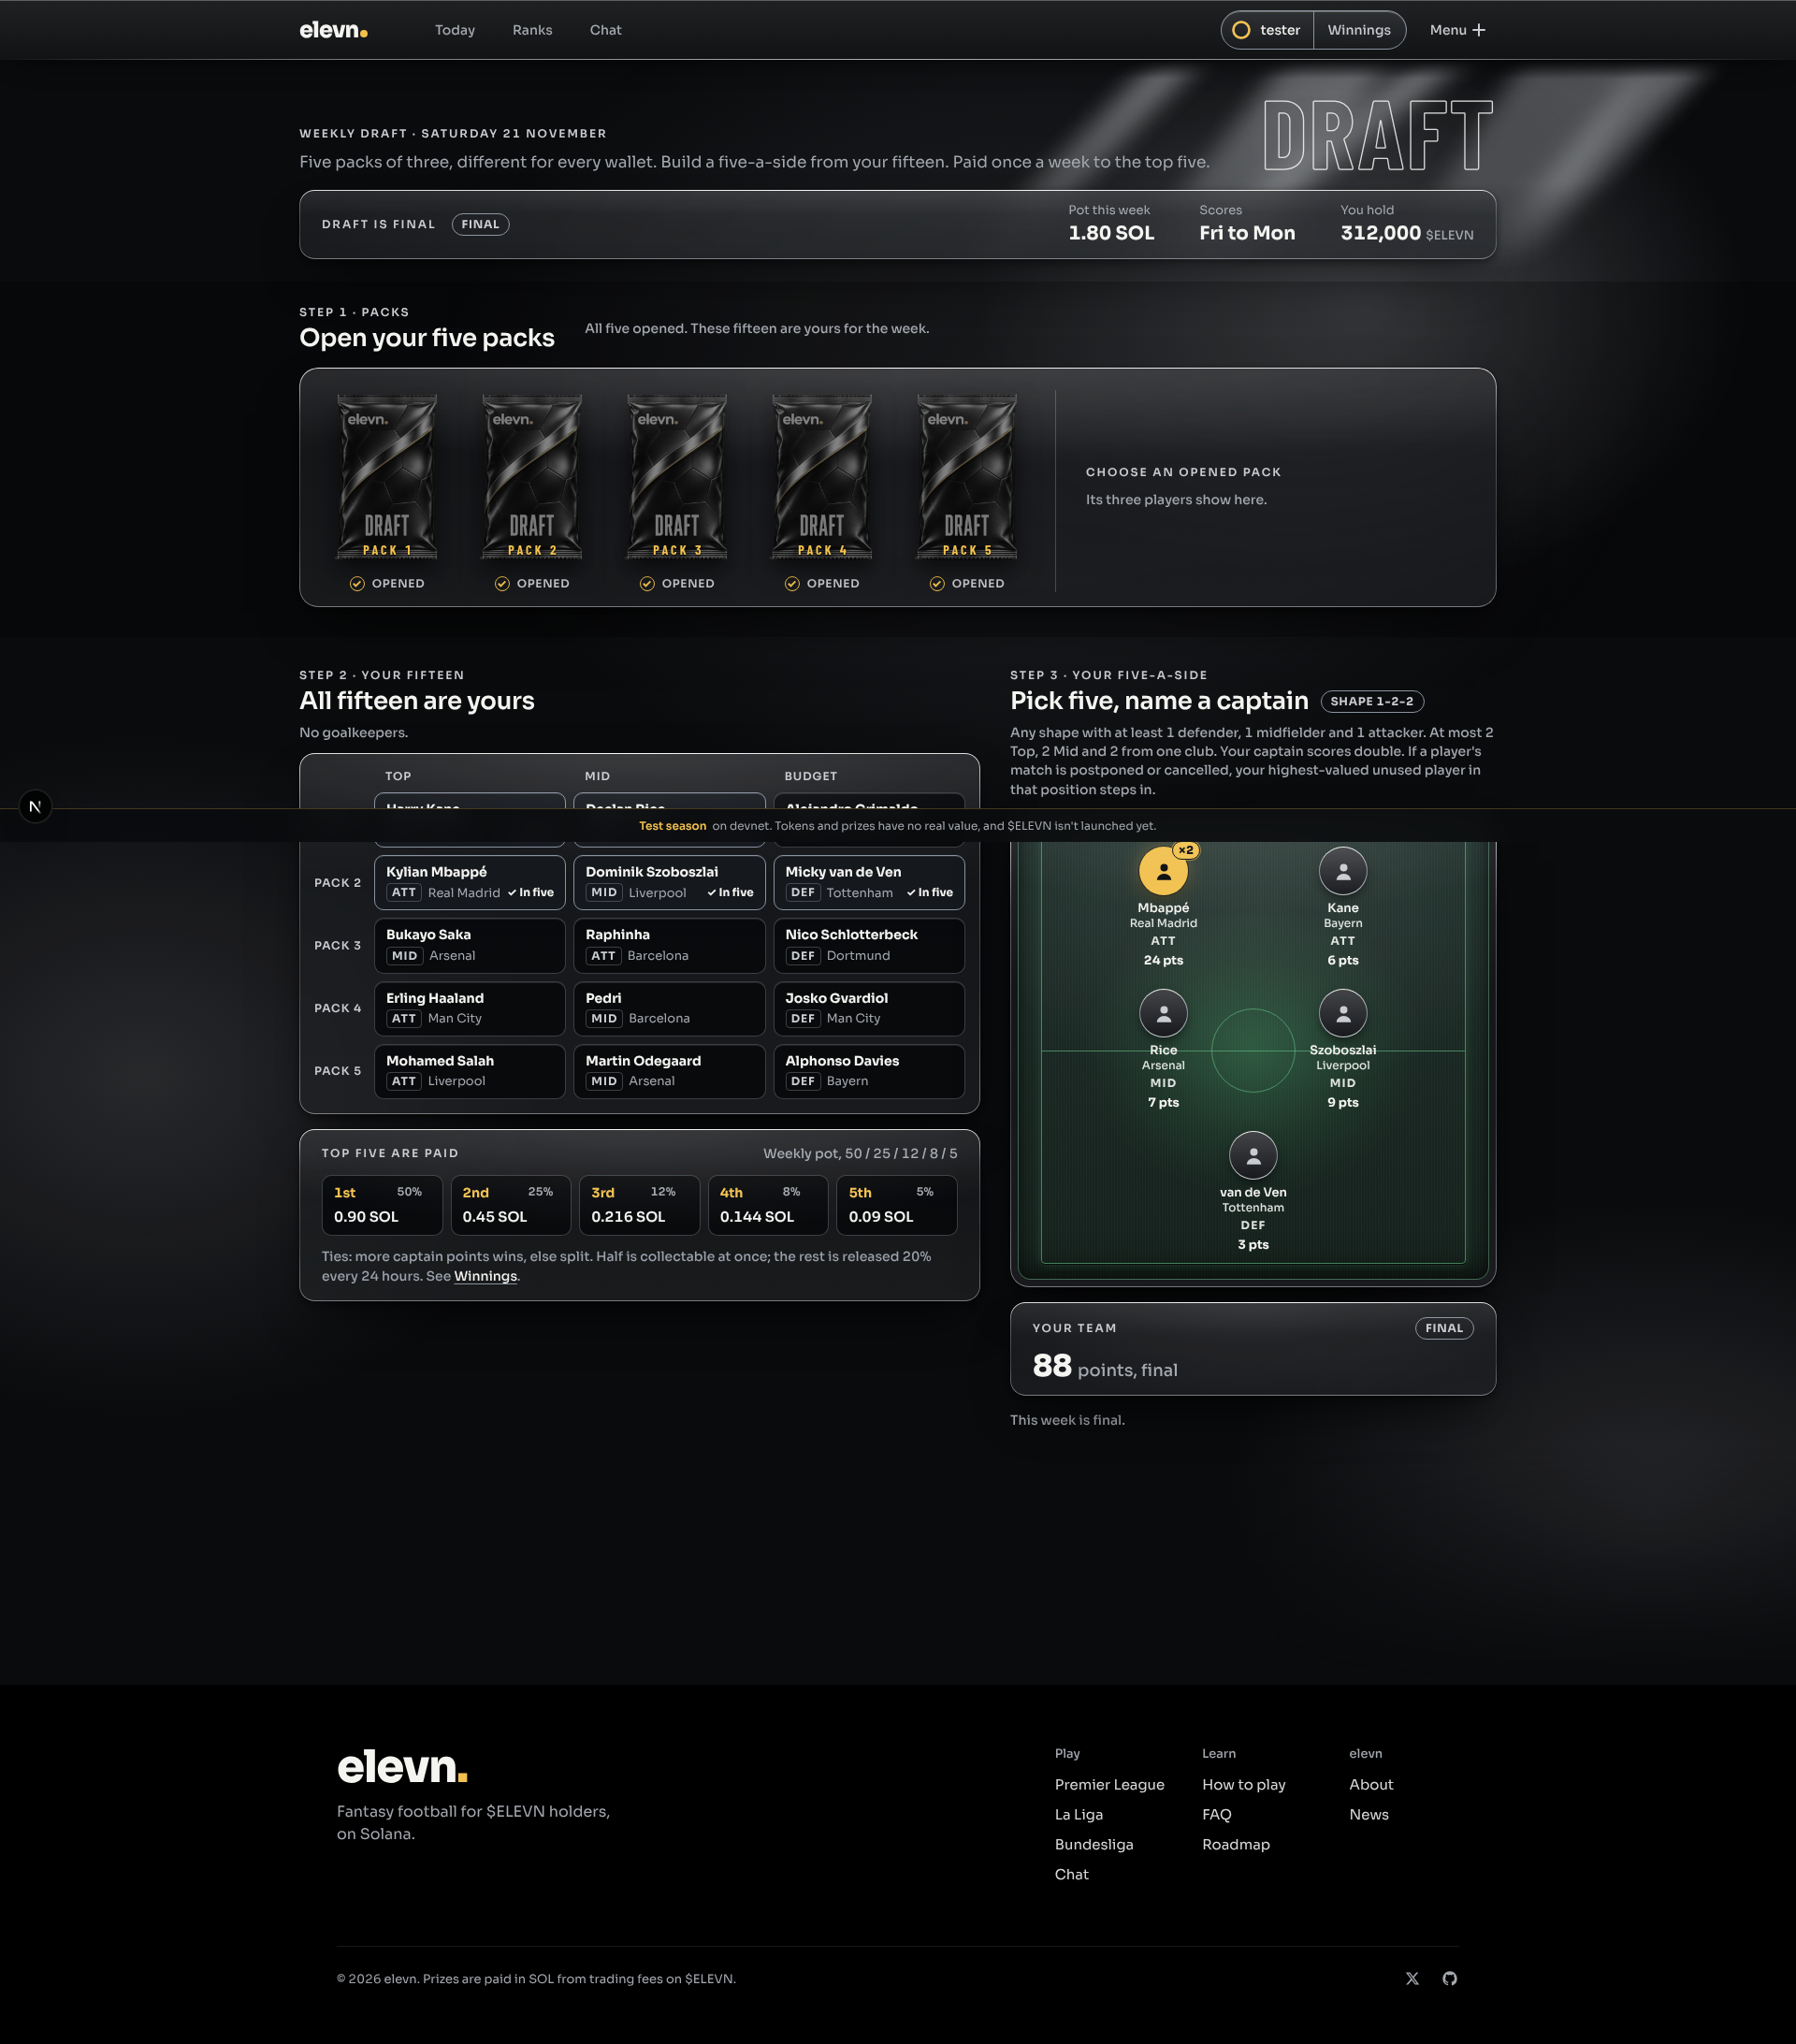 elevn.
Today
Ranks
Chat
tester
Winnings
Menu
WEEKLY DRAFT · SATURDAY 21 NOVEMBER
Five packs of three, different for every wallet. Build a five-a-side from your fifteen. Paid once a week to the top five.
DRAFT
DRAFT IS FINAL
FINAL
Pot this week
1.80 SOL
Scores
Fri to Mon
You hold
312,000 $ELEVN
STEP 1 · PACKS
Open your five packs
All five opened. These fifteen are yours for the week.
elevn.
DRAFT
PACK 1
OPENED
elevn.
DRAFT
PACK 2
OPENED
elevn.
DRAFT
PACK 3
OPENED
elevn.
DRAFT
PACK 4
OPENED
elevn.
DRAFT
PACK 5
OPENED
CHOOSE AN OPENED PACK
Its three players show here.
STEP 2 · YOUR FIFTEEN
All fifteen are yours
No goalkeepers.
TOP MID BUDGET
Harry Kane Declan Rice Alejandro Grimaldo
N
Test season on devnet. Tokens and prizes have no real value, and $ELEVN isn't launched yet.
PACK 2
Kylian Mbappé
ATT Real Madrid ✓ In five
Dominik Szoboszlai
MID Liverpool ✓ In five
Micky van de Ven
DEF Tottenham ✓ In five
PACK 3
Bukayo Saka
MID Arsenal
Raphinha
ATT Barcelona
Nico Schlotterbeck
DEF Dortmund
PACK 4
Erling Haaland
ATT Man City
Pedri
MID Barcelona
Josko Gvardiol
DEF Man City
PACK 5
Mohamed Salah
ATT Liverpool
Martin Odegaard
MID Arsenal
Alphonso Davies
DEF Bayern
TOP FIVE ARE PAID
Weekly pot, 50 / 25 / 12 / 8 / 5
1st 50%
0.90 SOL
2nd 25%
0.45 SOL
3rd 12%
0.216 SOL
4th 8%
0.144 SOL
5th 5%
0.09 SOL
Ties: more captain points wins, else split. Half is collectable at once; the rest is released 20%
every 24 hours. See Winnings.
STEP 3 · YOUR FIVE-A-SIDE
Pick five, name a captain
SHAPE 1-2-2
Any shape with at least 1 defender, 1 midfielder and 1 attacker. At most 2
Top, 2 Mid and 2 from one club. Your captain scores double. If a player's
match is postponed or cancelled, your highest-valued unused player in
that position steps in.
×2
Mbappé
Real Madrid
ATT
24 pts
Kane
Bayern
ATT
6 pts
Rice
Arsenal
MID
7 pts
Szoboszlai
Liverpool
MID
9 pts
van de Ven
Tottenham
DEF
3 pts
YOUR TEAM
FINAL
88 points, final
This week is final.
elevn.
Fantasy football for $ELEVN holders,
on Solana.
Play
Premier League
La Liga
Bundesliga
Chat
Learn
How to play
FAQ
Roadmap
elevn
About
News
© 2026 elevn. Prizes are paid in SOL from trading fees on $ELEVN.